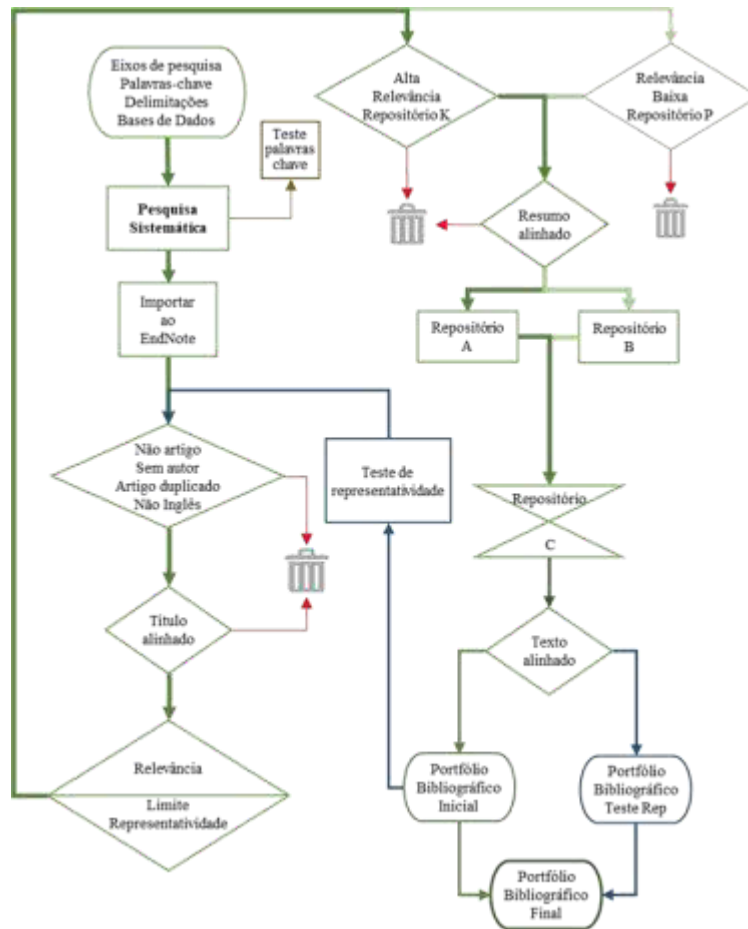 Eixos de pesquisa
Palavras-chave
Delimitações
Bases de Dados
Teste
palavras
chave
Pesquisa
Sistemática
Importar
ao
EndNote
Não artigo
Sem autor
Artigo duplicado
Não Inglês
Título
alinhado
Relevância
Limite
Representatividade
Alta
Relevância
Repositório K
Relevância
Baixa
Repositório P
Resumo
alinhado
Repositório
A
Repositório
B
Teste de
representatividade
Repositório
C
Texto
alinhado
Portfólio
Bibliográfico
Inicial
Portfólio
Bibliográfico
Teste Rep
Portfólio
Bibliográfico
Final